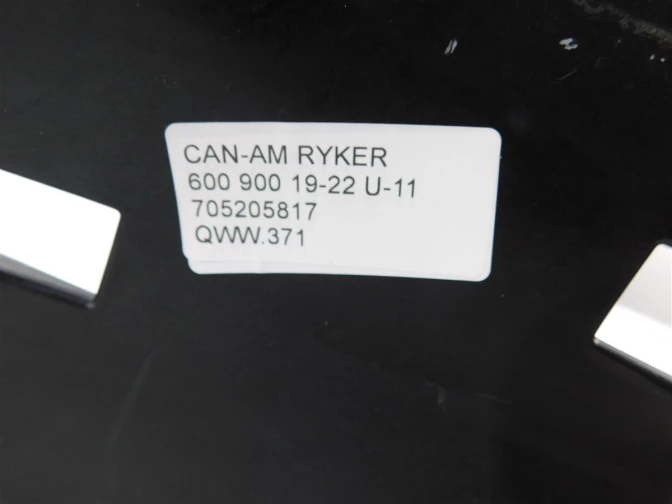 CAN-AM RYKER
600 900 19-22 U-11
705205817
QWW.371